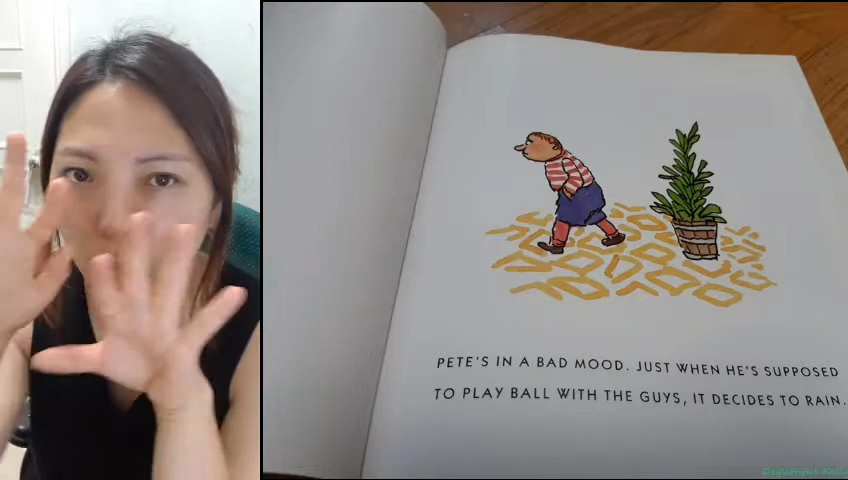 PETE'S IN A BAD MOOD. JUST WHEN HE'S SUPPOSED
TO PLAY BALL WITH THE GUYS, IT DECIDES TO RAIN.